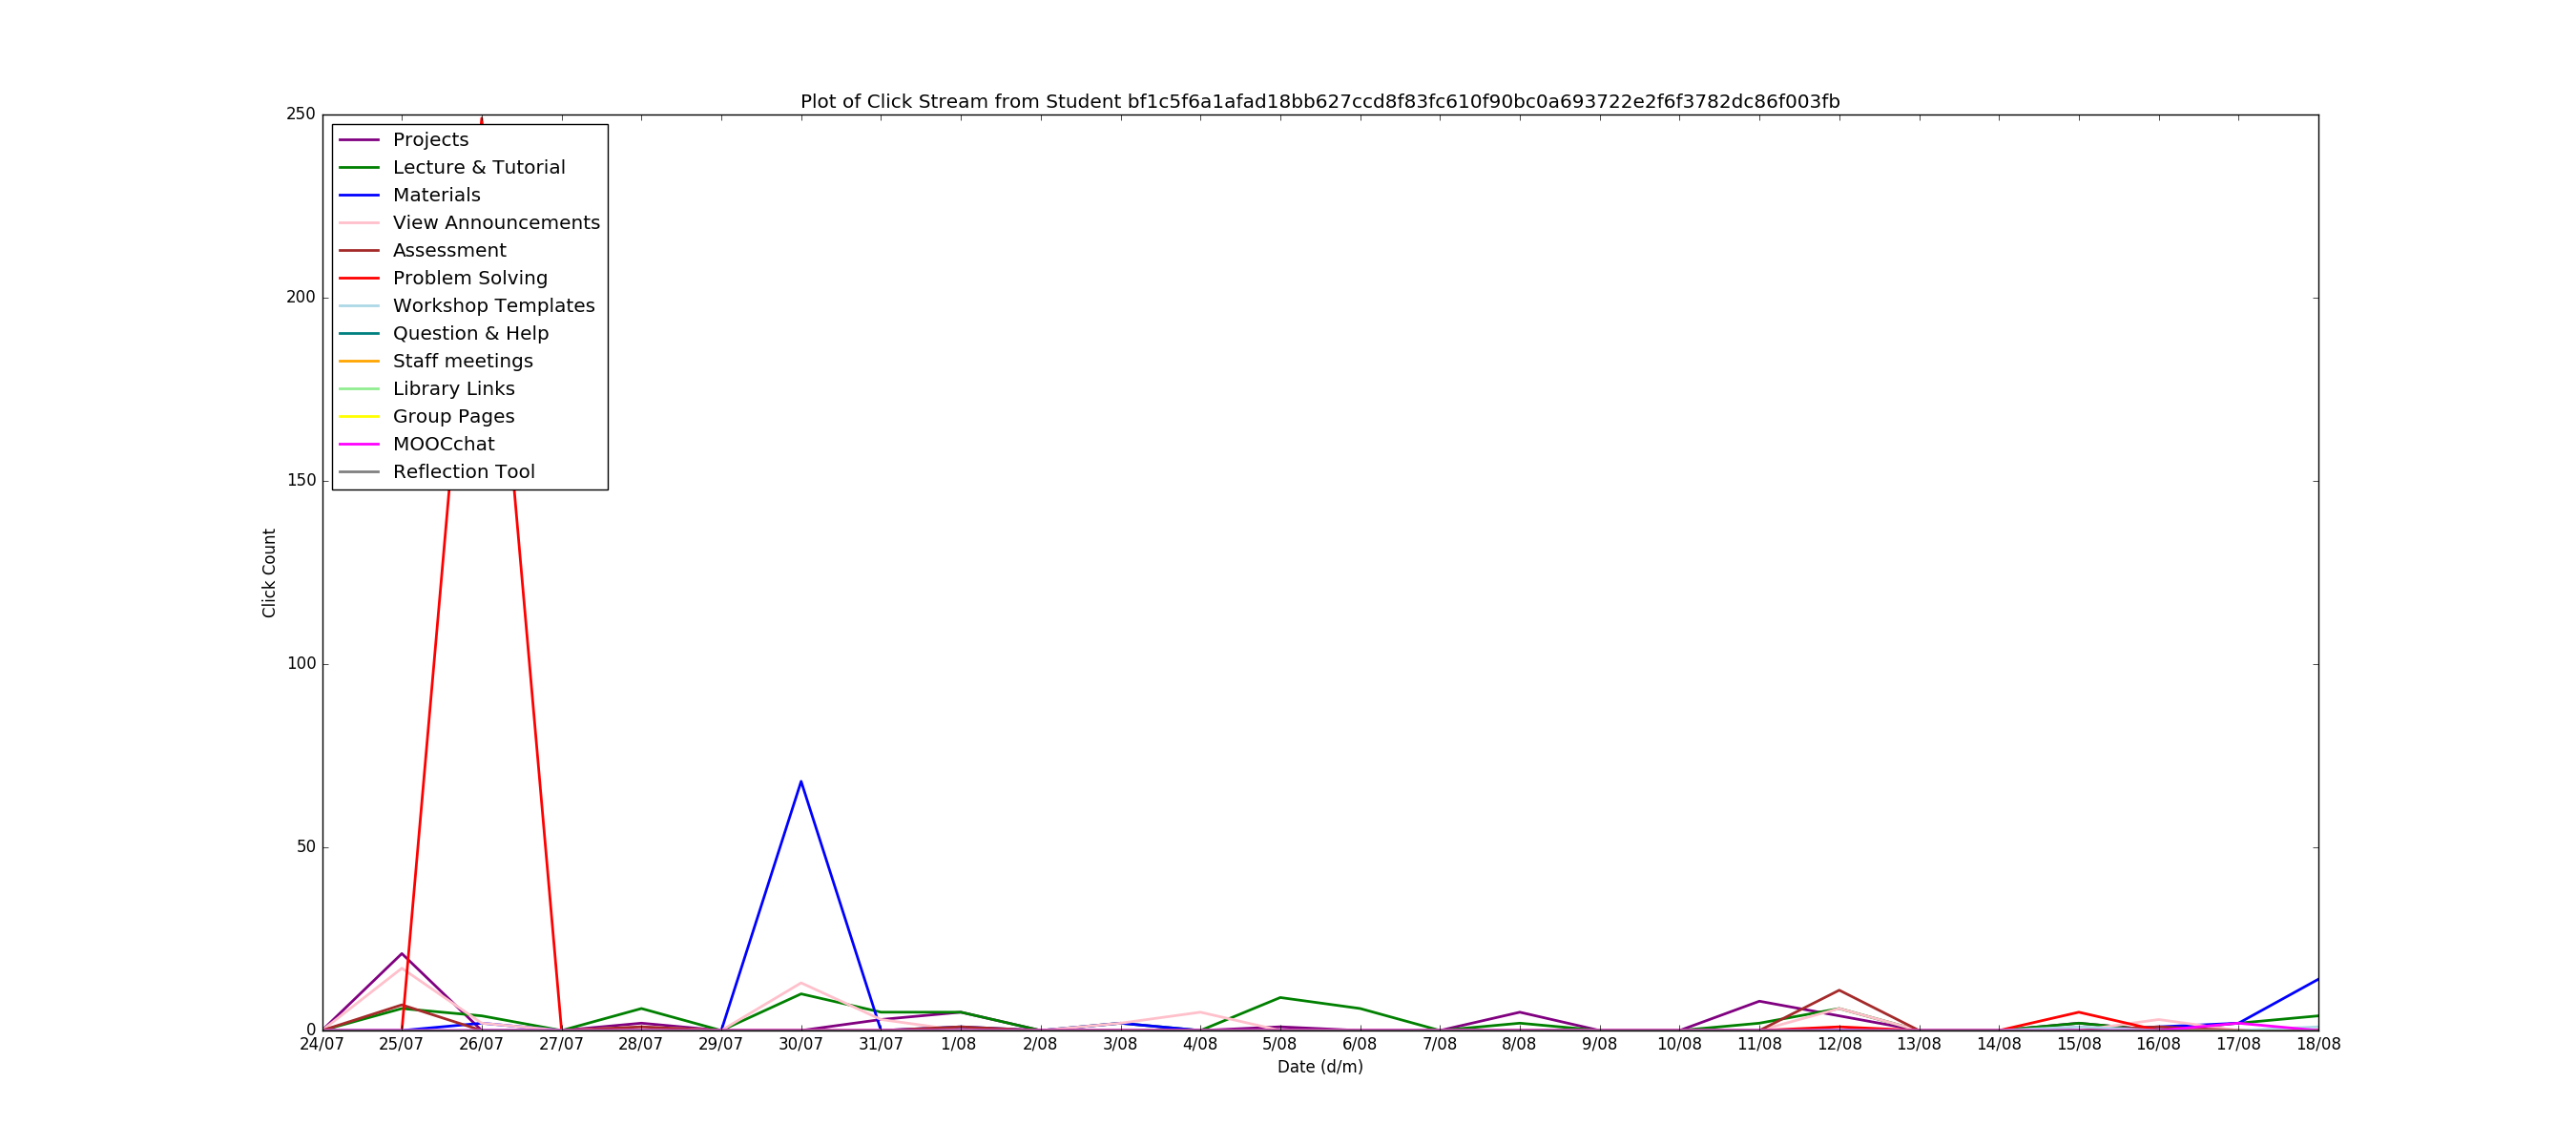 Plot of Click Stream from Student bf1c5f6a1afad18bb627ccd8f83fc610f90bc0a693722e2f6f3782dc86f003fb
250
200
150
100
50
0
Click Count
Projects
Lecture & Tutorial
Materials
View Announcements
Assessment
Problem Solving
Workshop Templates
Question & Help
Staff meetings
Library Links
Group Pages
MOOCchat
Reflection Tool
24/07 25/07 26/07 27/07 28/07 29/07 30/07 31/07 1/08 2/08 3/08 4/08 5/08 6/08 7/08 8/08 9/08 10/08 11/08 12/08 13/08 14/08 15/08 16/08 17/08 18/08
Date (d/m)